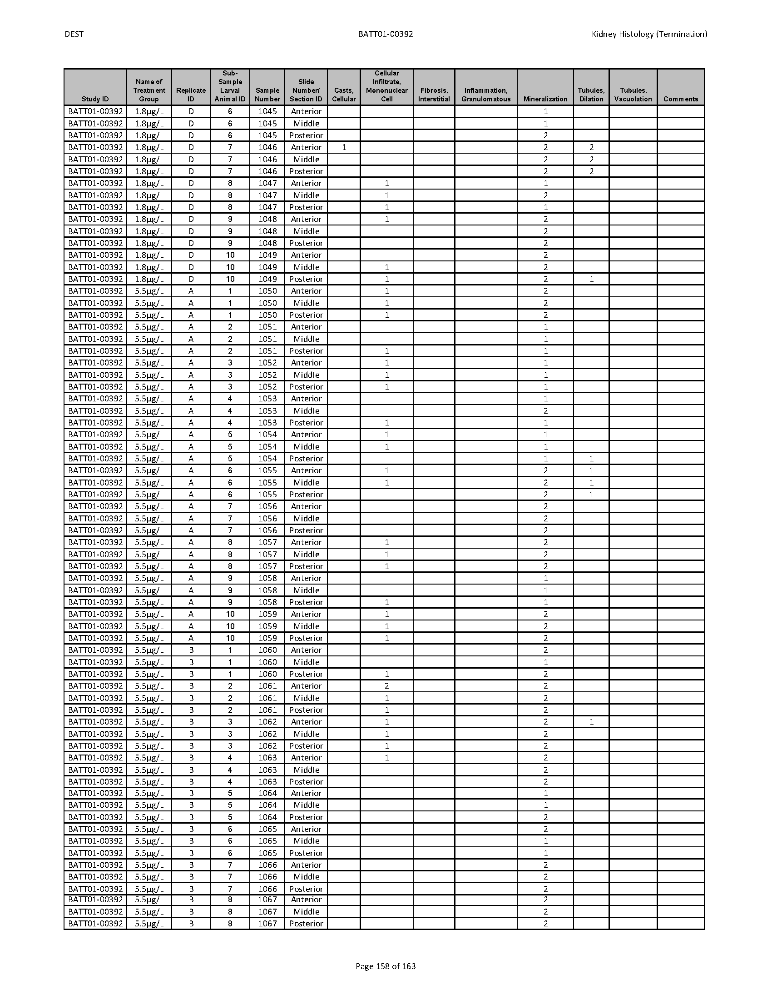 DEST BATT01-00392 Kidney Histology (Termination)
Study ID Name of Treatment Group Replicate ID Sub-Sample Larval Animal ID Sample Number Slide Number/ Section ID Casts, Cellular Cellular Infiltrate, Mononuclear Cell Fibrosis, Interstitial Inflammation, Granulomatous Mineralization Tubules, Dilation Tubules, Vacuolation Comments
BATT01-00392 1.8µg/L D 6 1045 Anterior 1
BATT01-00392 1.8µg/L D 6 1045 Middle 1
BATT01-00392 1.8µg/L D 6 1045 Posterior 2
BATT01-00392 1.8µg/L D 7 1046 Anterior 1 2 2
BATT01-00392 1.8µg/L D 7 1046 Middle 2 2
BATT01-00392 1.8µg/L D 7 1046 Posterior 2 2
BATT01-00392 1.8µg/L D 8 1047 Anterior 1 1
BATT01-00392 1.8µg/L D 8 1047 Middle 1 2
BATT01-00392 1.8µg/L D 8 1047 Posterior 1 1
BATT01-00392 1.8µg/L D 9 1048 Anterior 1 2
BATT01-00392 1.8µg/L D 9 1048 Middle 2
BATT01-00392 1.8µg/L D 9 1048 Posterior 2
BATT01-00392 1.8µg/L D 10 1049 Anterior 2
BATT01-00392 1.8µg/L D 10 1049 Middle 1 2
BATT01-00392 1.8µg/L D 10 1049 Posterior 1 2 1
BATT01-00392 5.5µg/L A 1 1050 Anterior 1 2
BATT01-00392 5.5µg/L A 1 1050 Middle 1 2
BATT01-00392 5.5µg/L A 1 1050 Posterior 1 2
BATT01-00392 5.5µg/L A 2 1051 Anterior 1
BATT01-00392 5.5µg/L A 2 1051 Middle 1
BATT01-00392 5.5µg/L A 2 1051 Posterior 1 1
BATT01-00392 5.5µg/L A 3 1052 Anterior 1 1
BATT01-00392 5.5µg/L A 3 1052 Middle 1 1
BATT01-00392 5.5µg/L A 3 1052 Posterior 1 1
BATT01-00392 5.5µg/L A 4 1053 Anterior 1
BATT01-00392 5.5µg/L A 4 1053 Middle 2
BATT01-00392 5.5µg/L A 4 1053 Posterior 1 1
BATT01-00392 5.5µg/L A 5 1054 Anterior 1 1
BATT01-00392 5.5µg/L A 5 1054 Middle 1 1
BATT01-00392 5.5µg/L A 5 1054 Posterior 1 1
BATT01-00392 5.5µg/L A 6 1055 Anterior 1 2 1
BATT01-00392 5.5µg/L A 6 1055 Middle 1 2 1
BATT01-00392 5.5µg/L A 6 1055 Posterior 2 1
BATT01-00392 5.5µg/L A 7 1056 Anterior 2
BATT01-00392 5.5µg/L A 7 1056 Middle 2
BATT01-00392 5.5µg/L A 7 1056 Posterior 2
BATT01-00392 5.5µg/L A 8 1057 Anterior 1 2
BATT01-00392 5.5µg/L A 8 1057 Middle 1 2
BATT01-00392 5.5µg/L A 8 1057 Posterior 1 2
BATT01-00392 5.5µg/L A 9 1058 Anterior 1
BATT01-00392 5.5µg/L A 9 1058 Middle 1
BATT01-00392 5.5µg/L A 9 1058 Posterior 1 1
BATT01-00392 5.5µg/L A 10 1059 Anterior 1 2
BATT01-00392 5.5µg/L A 10 1059 Middle 1 2
BATT01-00392 5.5µg/L A 10 1059 Posterior 1 2
BATT01-00392 5.5µg/L B 1 1060 Anterior 2
BATT01-00392 5.5µg/L B 1 1060 Middle 1
BATT01-00392 5.5µg/L B 1 1060 Posterior 1 2
BATT01-00392 5.5µg/L B 2 1061 Anterior 2 2
BATT01-00392 5.5µg/L B 2 1061 Middle 1 2
BATT01-00392 5.5µg/L B 2 1061 Posterior 1 2
BATT01-00392 5.5µg/L B 3 1062 Anterior 1 2 1
BATT01-00392 5.5µg/L B 3 1062 Middle 1 2
BATT01-00392 5.5µg/L B 3 1062 Posterior 1 2
BATT01-00392 5.5µg/L B 4 1063 Anterior 1 2
BATT01-00392 5.5µg/L B 4 1063 Middle 2
BATT01-00392 5.5µg/L B 4 1063 Posterior 2
BATT01-00392 5.5µg/L B 5 1064 Anterior 1
BATT01-00392 5.5µg/L B 5 1064 Middle 1
BATT01-00392 5.5µg/L B 5 1064 Posterior 2
BATT01-00392 5.5µg/L B 6 1065 Anterior 2
BATT01-00392 5.5µg/L B 6 1065 Middle 1
BATT01-00392 5.5µg/L B 6 1065 Posterior 1
BATT01-00392 5.5µg/L B 7 1066 Anterior 2
BATT01-00392 5.5µg/L B 7 1066 Middle 2
BATT01-00392 5.5µg/L B 7 1066 Posterior 2
BATT01-00392 5.5µg/L B 8 1067 Anterior 2
BATT01-00392 5.5µg/L B 8 1067 Middle 2
BATT01-00392 5.5µg/L B 8 1067 Posterior 2
Page 158 of 163